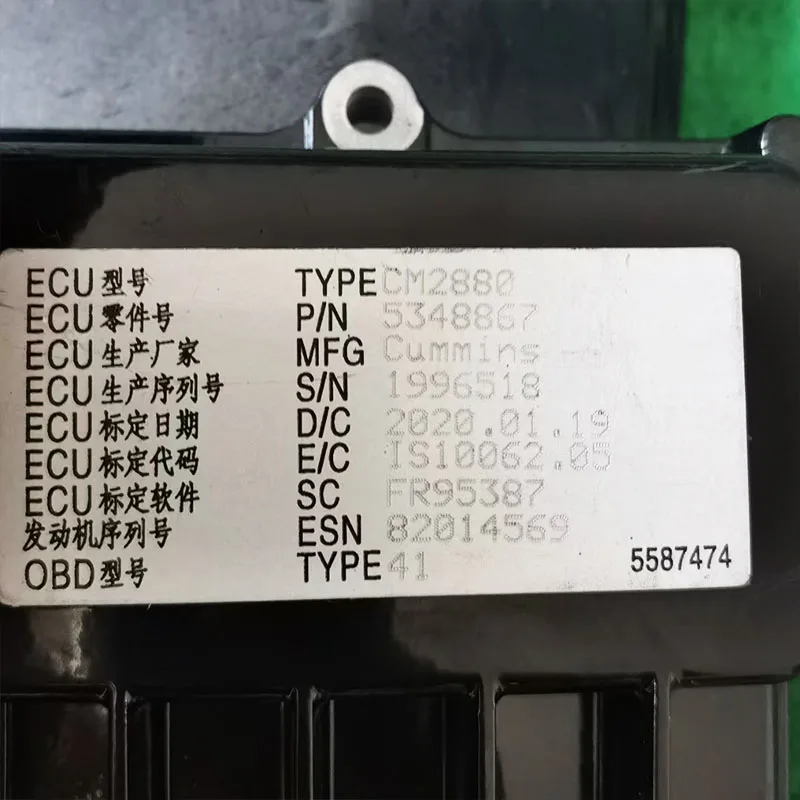 ECU型号 TYPE CM2880
ECU零件号 P/N 5348867
ECU生产厂家 MFG Cummins
ECU生产序列号 S/N 1996518
ECU标定日期 D/C 2020.01.19
ECU标定代码 E/C IS10062.05
ECU标定软件 SC FR95387
发动机序列号 ESN 82014569
OBD型号 TYPE 41 5587474